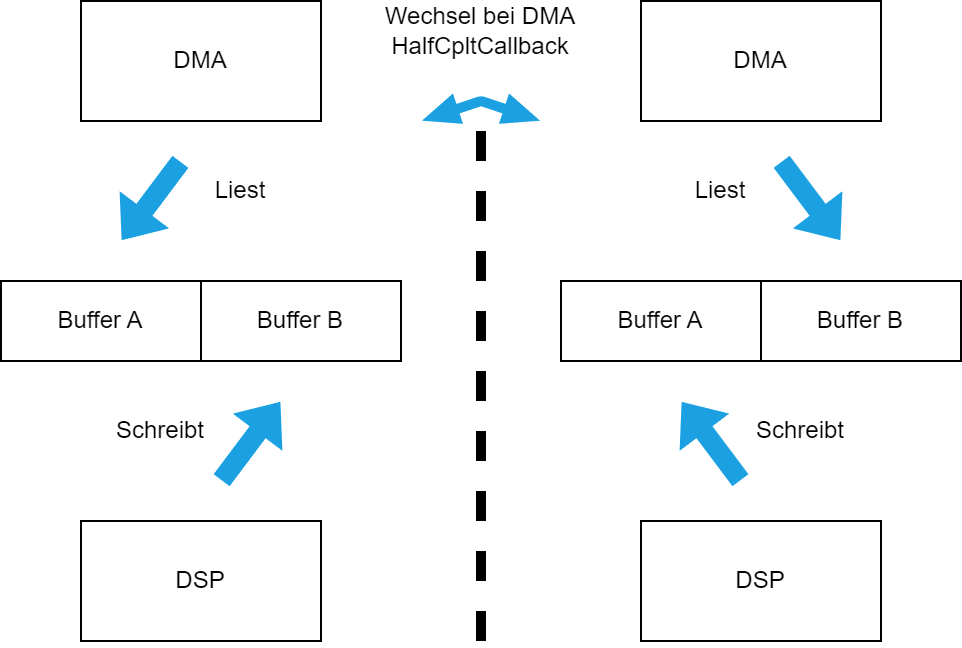 DMA
Wechsel bei DMA
HalfCpltCallback
DMA
Liest
Liest
Buffer A
Buffer B
Buffer A
Buffer B
Schreibt
Schreibt
DSP
DSP